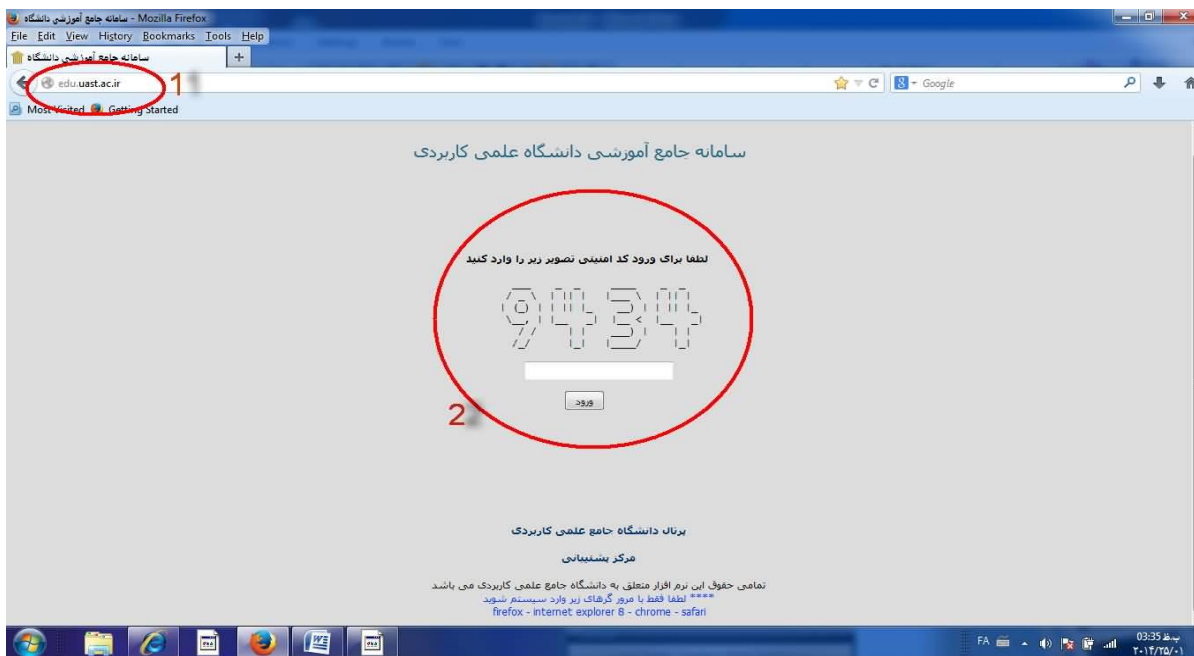 سامانه جامع آموزشی دانشگاه - Mozilla Firefox
File Edit View History Bookmarks Tools Help
سامانه جامع آموزشی دانشگاه +
edu.uast.ac.ir
1
Google
Most Visited Getting Started
سامانه جامع آموزشی دانشگاه علمی کاربردی
لطفا برای ورود کد امنیتی تصویر زیر را وارد کنید
9434
ورود
2
پرتال دانشگاه جامع علمی کاربردی
مرکز پشتیبانی
تمامی حقوق این نرم افزار متعلق به دانشگاه جامع علمی کاربردی می باشد
**** لطفا فقط با مرور گرهای زیر وارد سیستم شوید
firefox - internet explorer 8 - chrome - safari
FA
03:35 ب.ظ
۲۰۱۴/۲۵/۰۱